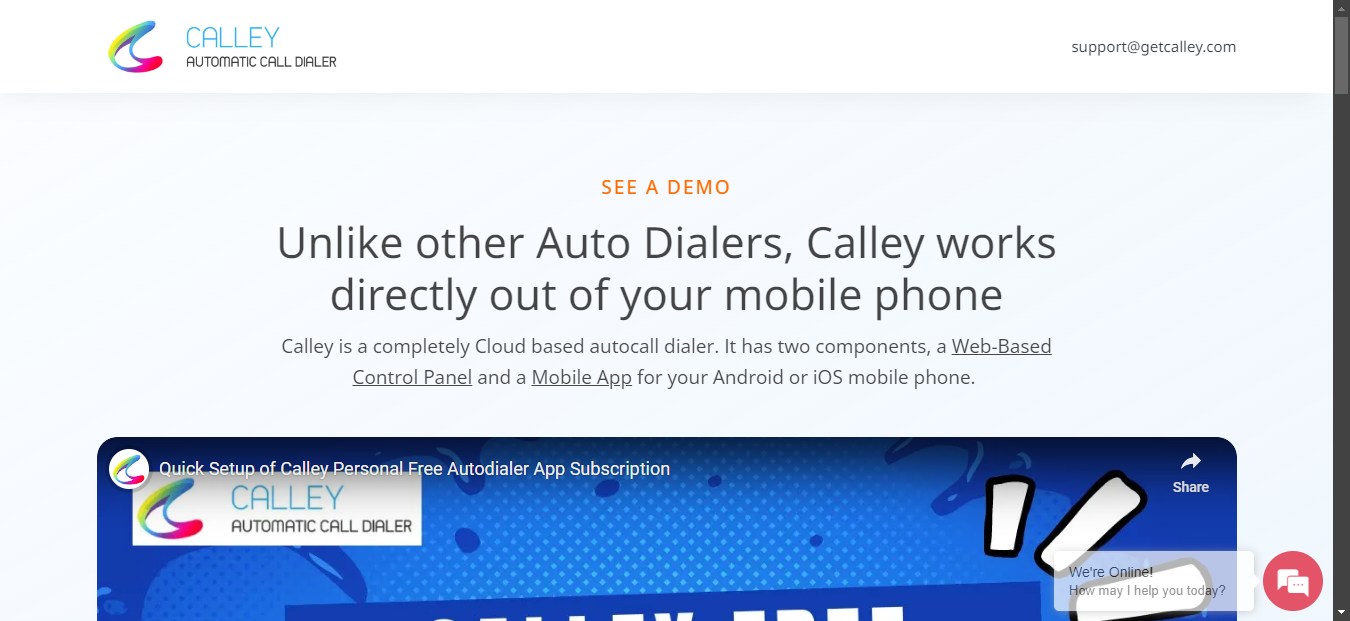 CALLEY
AUTOMATIC CALL DIALER
support@getcalley.com
SEE A DEMO
Unlike other Auto Dialers, Calley works
directly out of your mobile phone
Calley is a completely Cloud based autocall dialer. It has two components, a Web-Based
Control Panel and a Mobile App for your Android or iOS mobile phone.
Quick Setup of Calley Personal Free Autodialer App Subscription
Share
CALLEY
AUTOMATIC CALL DIALER
We're Online!
How may I help you today?
CALLEY FREE